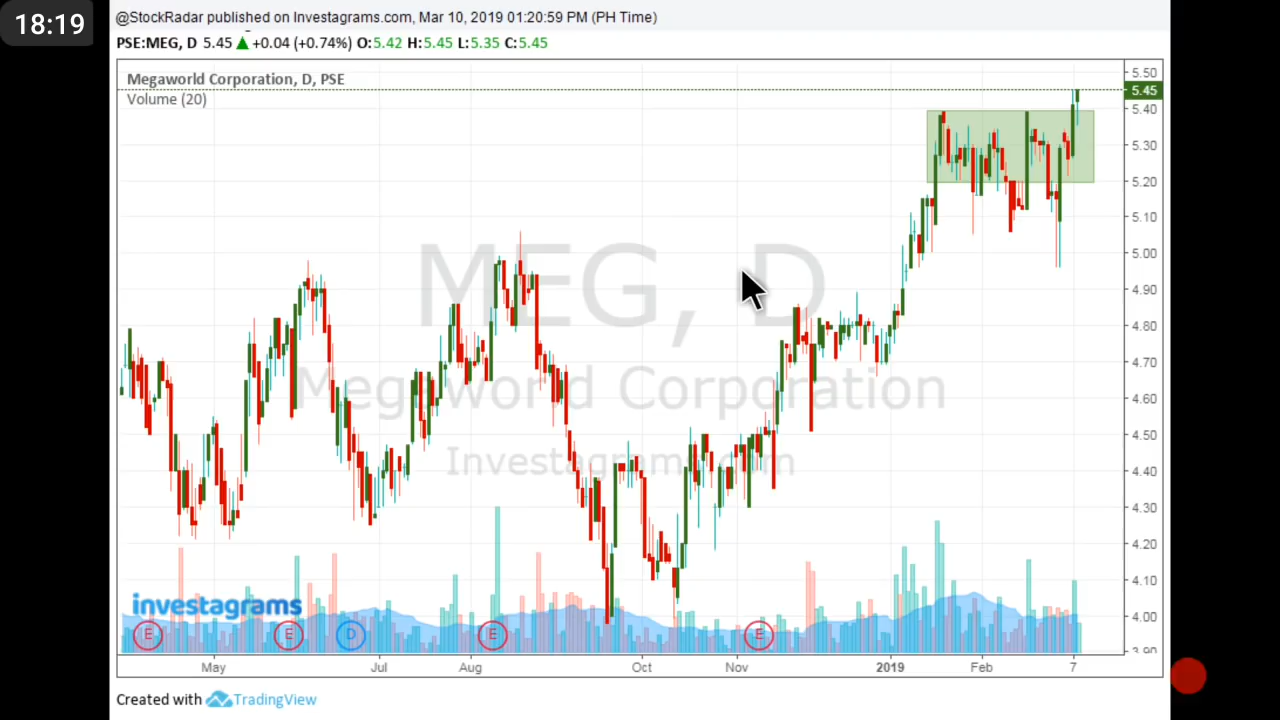 18:19
@StockRadar published on Investagrams.com, Mar 10, 2019 01:20:59 PM (PH Time)
PSE:MEG, D 5.45 ▲ +0.04 (+0.74%) O:5.42 H:5.45 L:5.35 C:5.45
Megaworld Corporation, D, PSE
Volume (20)
MEG, D
Megaworld Corporation
Investagrams.com
5.50
5.45
5.40
5.30
5.20
5.10
5.00
4.90
4.80
4.70
4.60
4.50
4.40
4.30
4.20
4.10
4.00
3.90
investagrams
E E D E E
May Jul Aug Oct Nov 2019 Feb 7
Created with TradingView